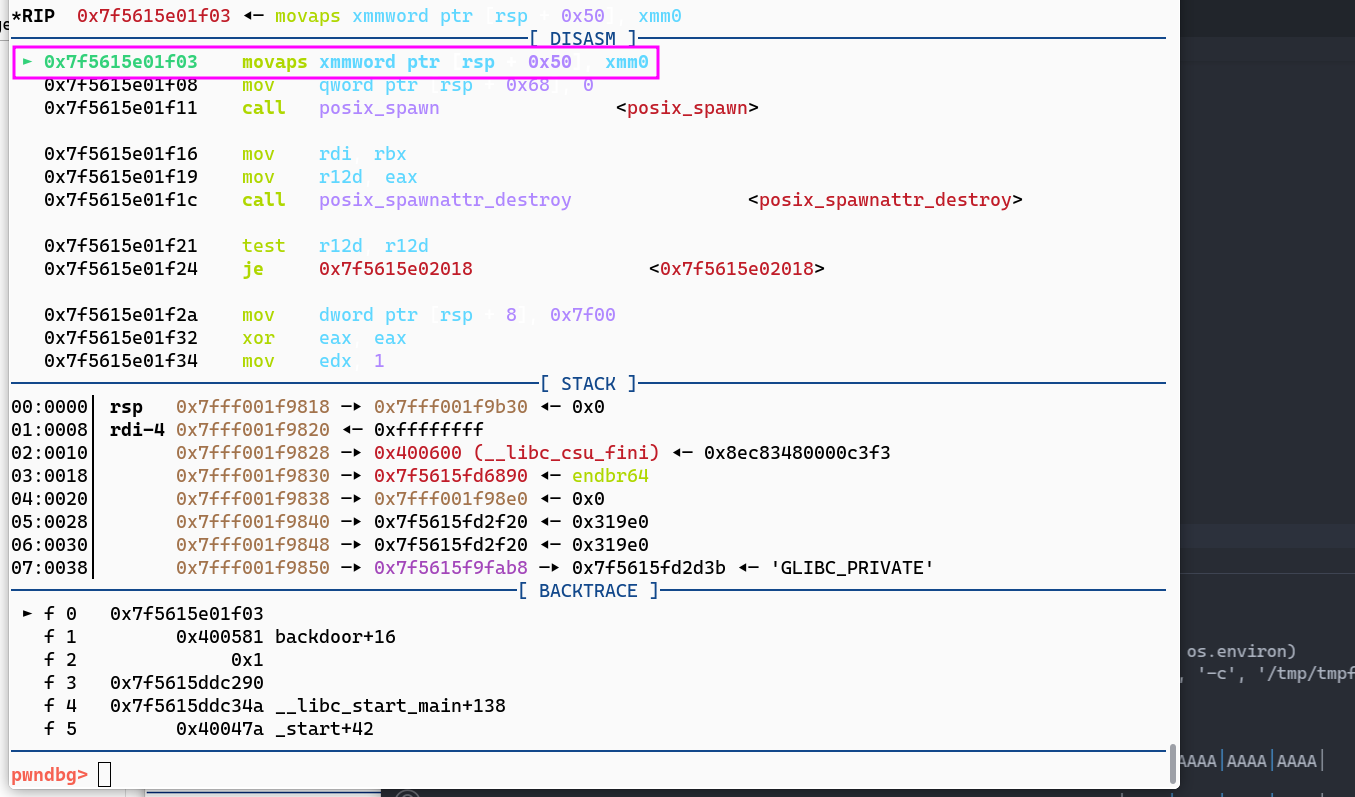 *RIP  0x7f5615e01f03 ◂— movaps xmmword ptr [rsp + 0x50], xmm0
[ DISASM ]
► 0x7f5615e01f03    movaps xmmword ptr [rsp + 0x50], xmm0
0x7f5615e01f08    mov    qword ptr [rsp + 0x68], 0
0x7f5615e01f11    call   posix_spawn                <posix_spawn>
0x7f5615e01f16    mov    rdi, rbx
0x7f5615e01f19    mov    r12d, eax
0x7f5615e01f1c    call   posix_spawnattr_destroy                <posix_spawnattr_destroy>
0x7f5615e01f21    test   r12d, r12d
0x7f5615e01f24    je     0x7f5615e02018                <0x7f5615e02018>
0x7f5615e01f2a    mov    dword ptr [rsp + 8], 0x7f00
0x7f5615e01f32    xor    eax, eax
0x7f5615e01f34    mov    edx, 1
[ STACK ]
00:0000│ rsp   0x7fff001f9818 —▸ 0x7fff001f9b30 ◂— 0x0
01:0008│ rdi-4 0x7fff001f9820 ◂— 0xffffffff
02:0010│       0x7fff001f9828 —▸ 0x400600 (__libc_csu_fini) ◂— 0x8ec83480000c3f3
03:0018│       0x7fff001f9830 —▸ 0x7f5615fd6890 ◂— endbr64
04:0020│       0x7fff001f9838 —▸ 0x7fff001f98e0 ◂— 0x0
05:0028│       0x7fff001f9840 —▸ 0x7f5615fd2f20 ◂— 0x319e0
06:0030│       0x7fff001f9848 —▸ 0x7f5615fd2f20 ◂— 0x319e0
07:0038│       0x7fff001f9850 —▸ 0x7f5615f9fab8 —▸ 0x7f5615fd2d3b ◂— 'GLIBC_PRIVATE'
[ BACKTRACE ]
► f 0   0x7f5615e01f03
f 1         0x400581 backdoor+16
f 2              0x1
f 3   0x7f5615ddc290
f 4   0x7f5615ddc34a __libc_start_main+138
f 5         0x40047a _start+42
pwndbg>
os.environ)
, '-c', '/tmp/tmpf
AAAA|AAAA|AAAA|